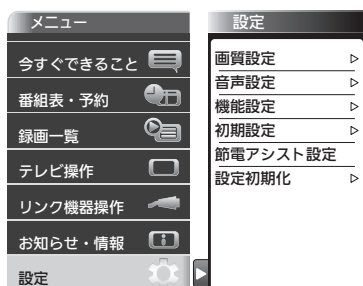 メニュー
今すぐできること
番組表・予約
録画一覧
テレビ操作
リンク機器操作
お知らせ・情報
設定
設定
画質設定
音声設定
機能設定
初期設定
節電アシスト設定
設定初期化